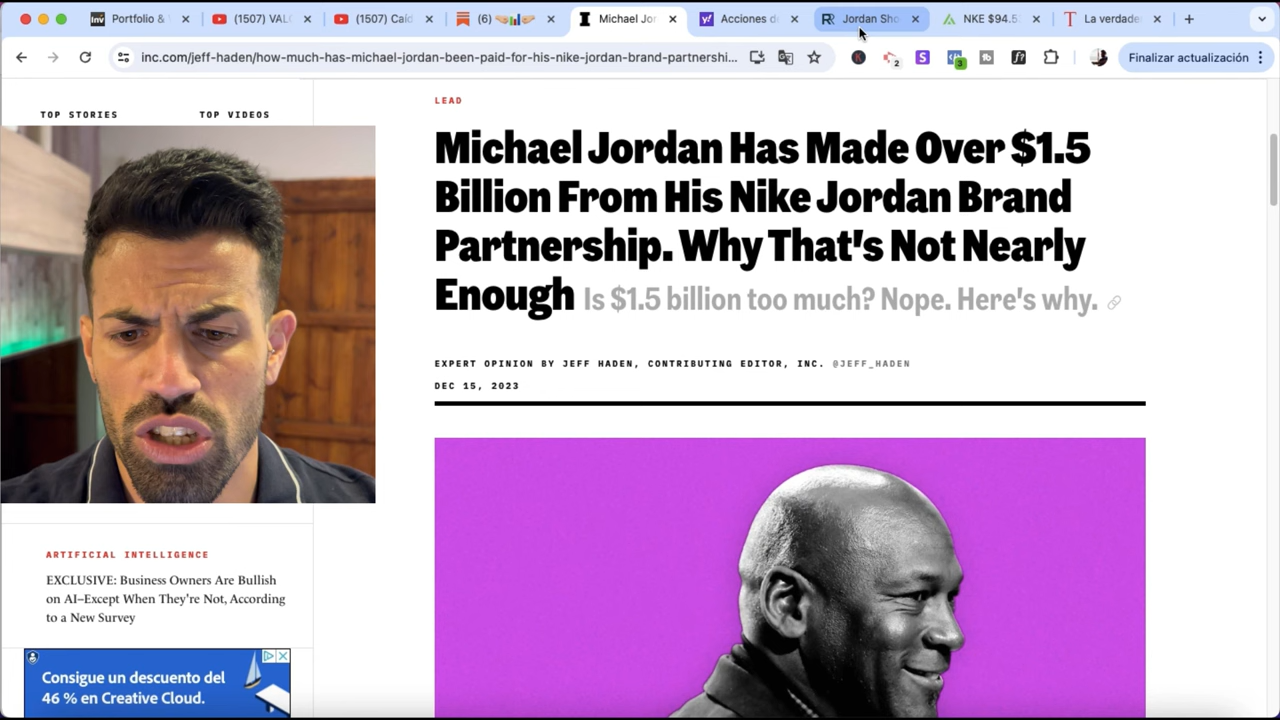 Portfolio &
(1507) VAL
(1507) Caíd
(6)
Michael Jor
Acciones d
Jordan Sho
NKE $94.5
La verdade
inc.com/jeff-haden/how-much-has-michael-jordan-been-paid-for-his-nike-jordan-brand-partnershi...
2
3
Finalizar actualización
TOP STORIES
TOP VIDEOS
LEAD
Michael Jordan Has Made Over $1.5
Billion From His Nike Jordan Brand
Partnership. Why That's Not Nearly
Enough Is $1.5 billion too much? Nope. Here's why.
EXPERT OPINION BY JEFF HADEN, CONTRIBUTING EDITOR, INC. @JEFF_HADEN
DEC 15, 2023
ARTIFICIAL INTELLIGENCE
EXCLUSIVE: Business Owners Are Bullish
on AI–Except When They're Not, According
to a New Survey
Consigue un descuento del
46 % en Creative Cloud.